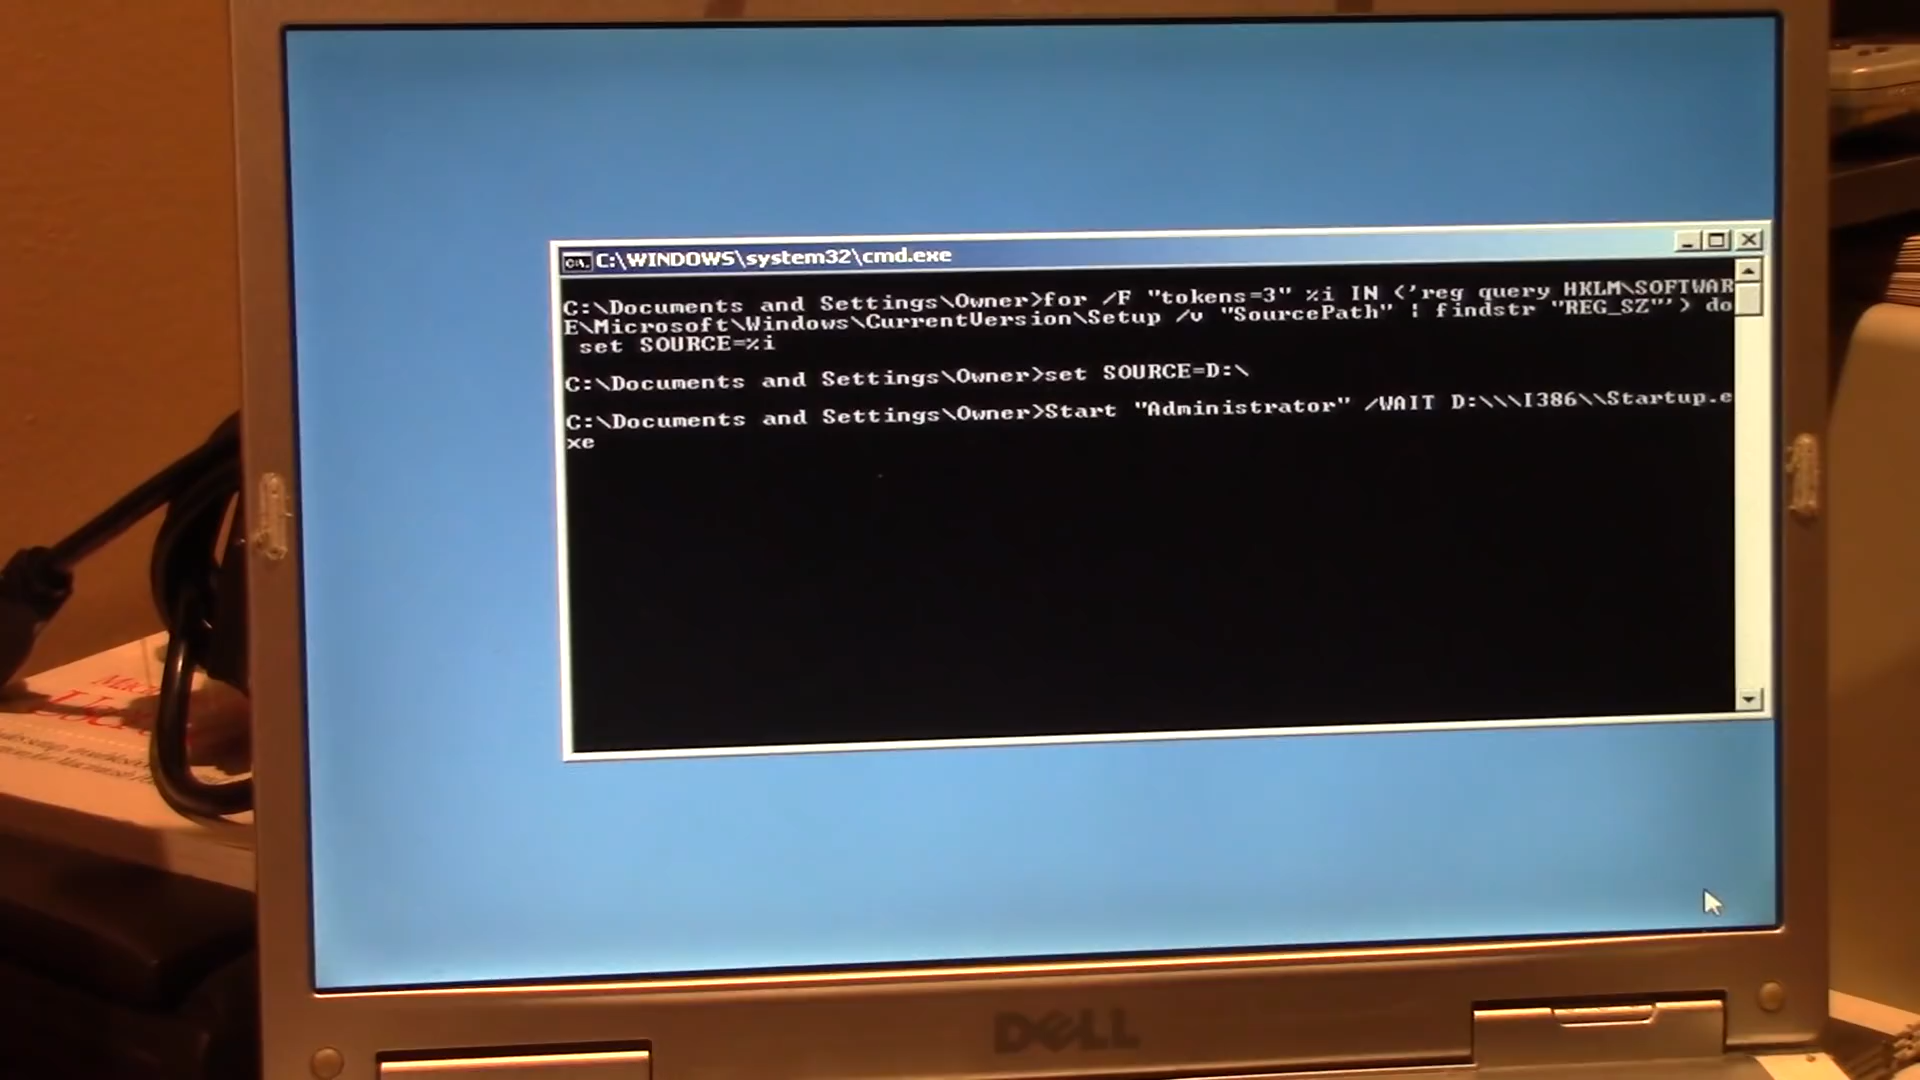 C:\WINDOWS\system32\cmd.exe
C:\Documents and Settings\Owner>for /F "tokens=3" %i IN ('reg query HKLM\SOFTWAR
E\Microsoft\Windows\CurrentVersion\Setup /v "SourcePath" ¦ findstr "REG_SZ"') do
set SOURCE=%i
C:\Documents and Settings\Owner>set SOURCE=D:\
C:\Documents and Settings\Owner>Start "Administrator" /WAIT D:\\\I386\\Startup.e
xe
DELL